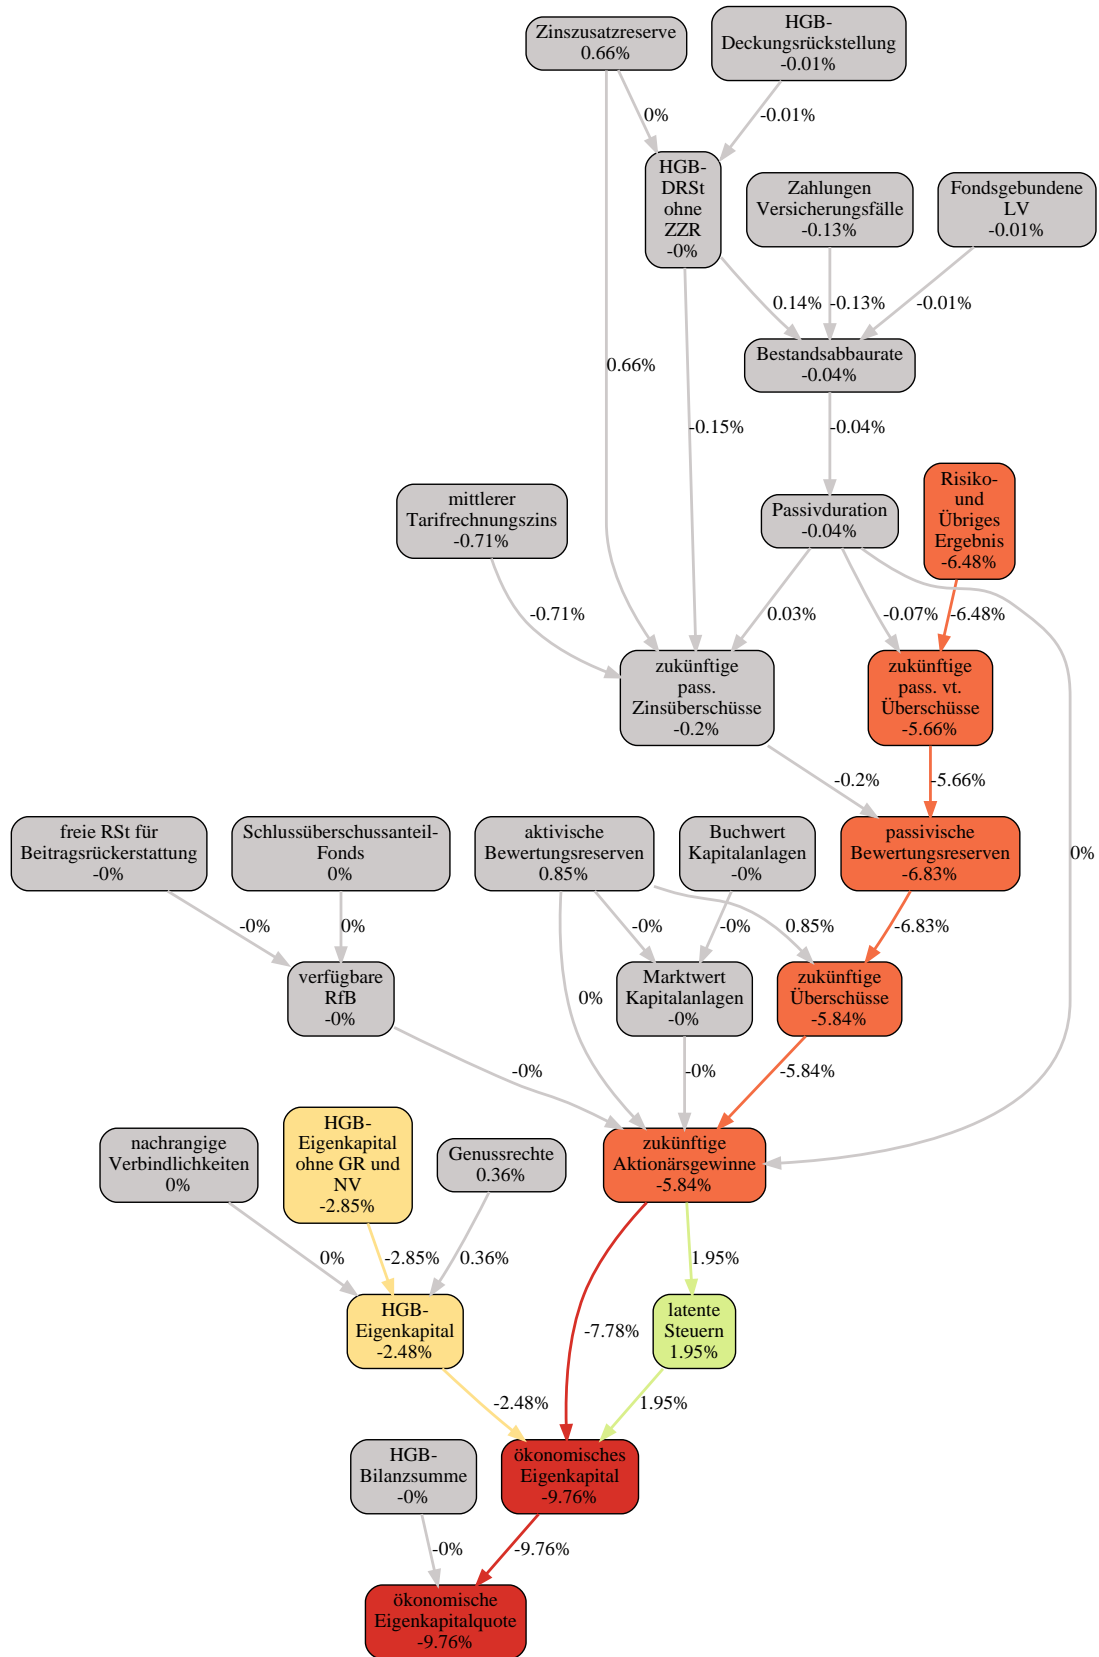 Zinszusatzreserve
0.66%
HGB-
Deckungsrückstellung
-0.01%
0%
-0.01%
HGB-
DRSt
ohne
ZZR
-0%
Zahlungen
Versicherungsfälle
-0.13%
Fondsgebundene
LV
-0.01%
0.14%
-0.13%
-0.01%
Bestandsabbaurate
-0.04%
0.66%
-0.15%
-0.04%
mittlerer
Tarifrechnungszins
-0.71%
Passivduration
-0.04%
Risiko-
und
Übriges
Ergebnis
-6.48%
-0.71%
0.03%
-0.07%
-6.48%
zukünftige
pass.
Zinsüberschüsse
-0.2%
zukünftige
pass. vt.
Überschüsse
-5.66%
-0.2%
-5.66%
freie RSt für
Beitragsrückerstattung
-0%
Schlussüberschussanteil-
Fonds
0%
aktivische
Bewertungsreserven
0.85%
Buchwert
Kapitalanlagen
-0%
passivische
Bewertungsreserven
-6.83%
0%
-0%
0%
-0%
-0%
0.85%
-6.83%
verfügbare
RfB
-0%
0%
Marktwert
Kapitalanlagen
-0%
zukünftige
Überschüsse
-5.84%
-0%
-0%
-5.84%
nachrangige
Verbindlichkeiten
0%
HGB-
Eigenkapital
ohne GR und
NV
-2.85%
Genussrechte
0.36%
zukünftige
Aktionärsgewinne
-5.84%
0%
-2.85%
0.36%
1.95%
HGB-
Eigenkapital
-2.48%
-7.78%
latente
Steuern
1.95%
-2.48%
1.95%
HGB-
Bilanzsumme
-0%
ökonomisches
Eigenkapital
-9.76%
-0%
-9.76%
ökonomische
Eigenkapitalquote
-9.76%